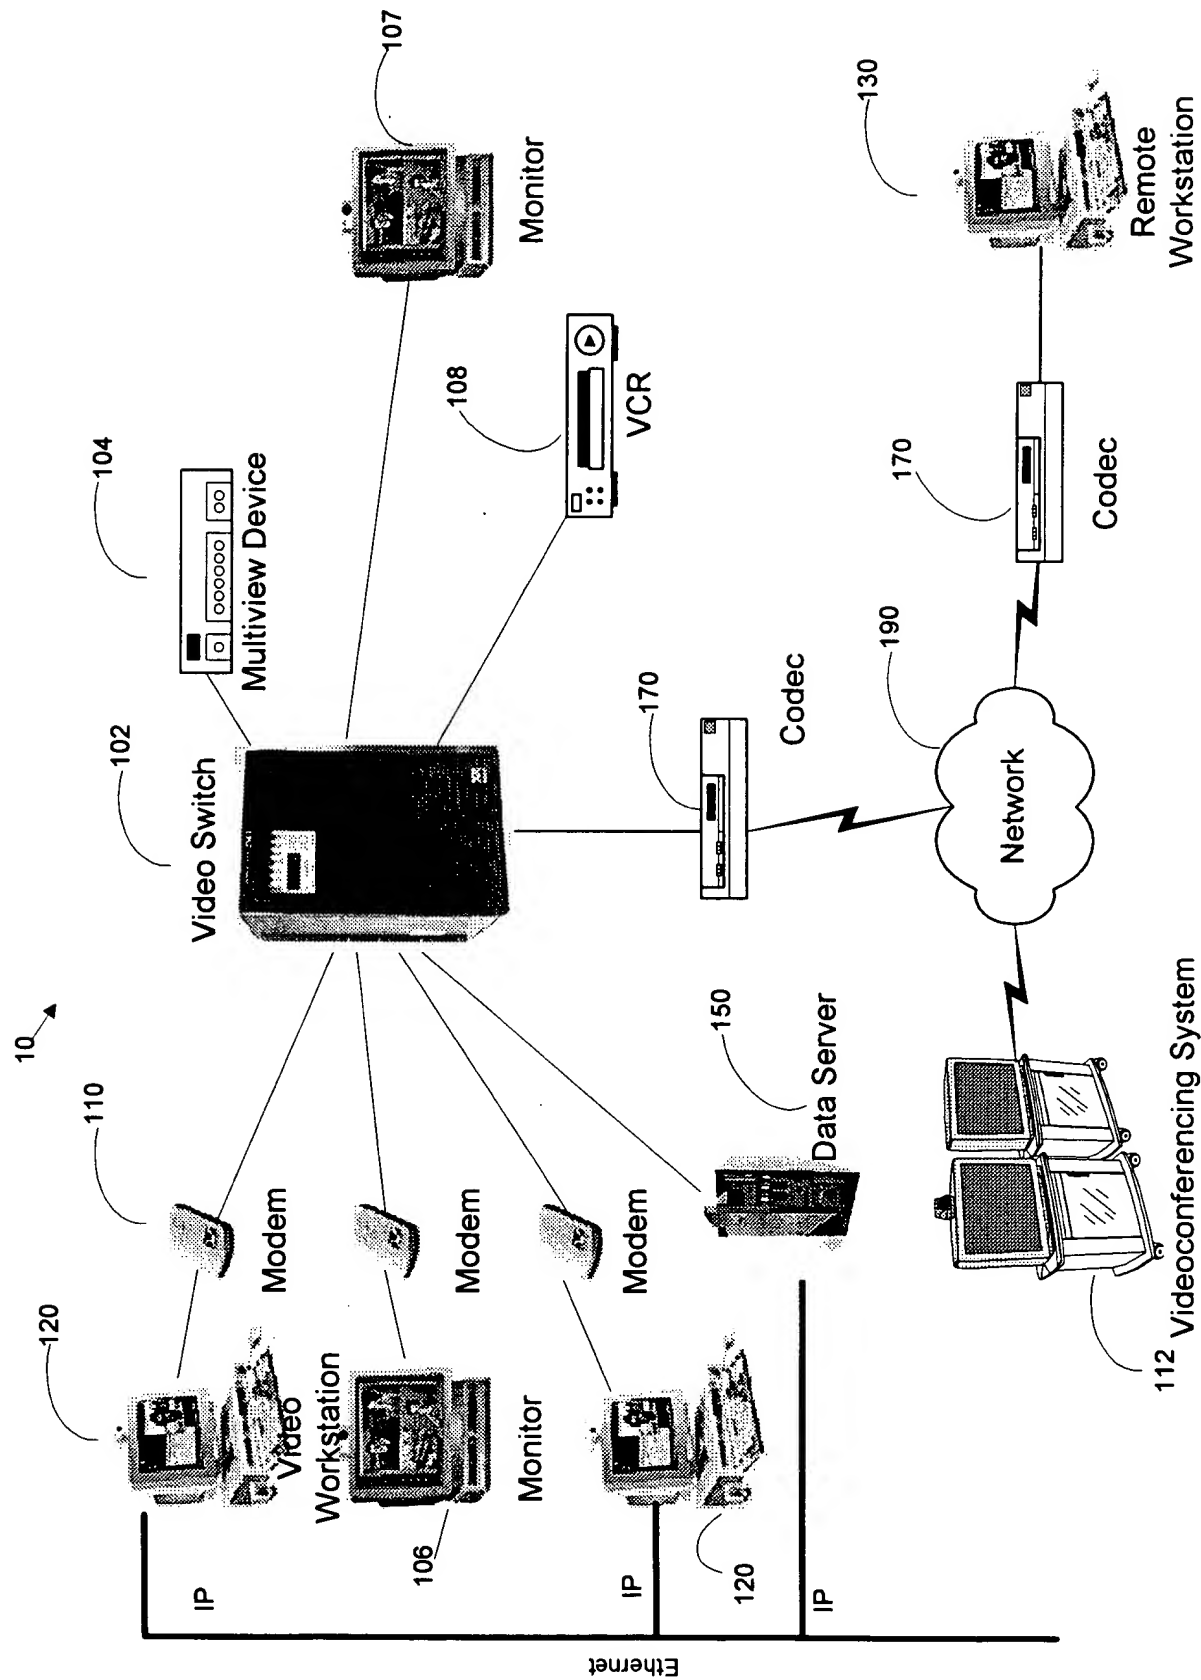 10
120
Video
Workstation
110
Modem
102
Video Switch
104
Multiview Device
107
Monitor
106
Monitor
Modem
108
VCR
120
Modem
150
Data Server
170
Codec
130
Remote
Workstation
170
Codec
190
Network
112
Videoconferencing System
IP
IP
IP
Ethernet